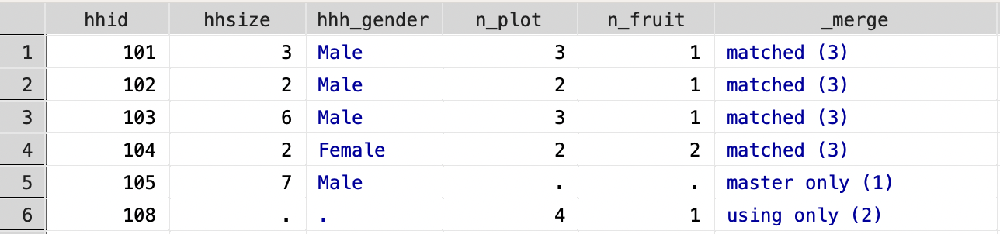 hhid hhsize hhh_gender n_plot n_fruit _merge
1 101 3 Male 3 1 matched (3)
2 102 2 Male 2 1 matched (3)
3 103 6 Male 3 1 matched (3)
4 104 2 Female 2 2 matched (3)
5 105 7 Male . . master only (1)
6 108 . . 4 1 using only (2)